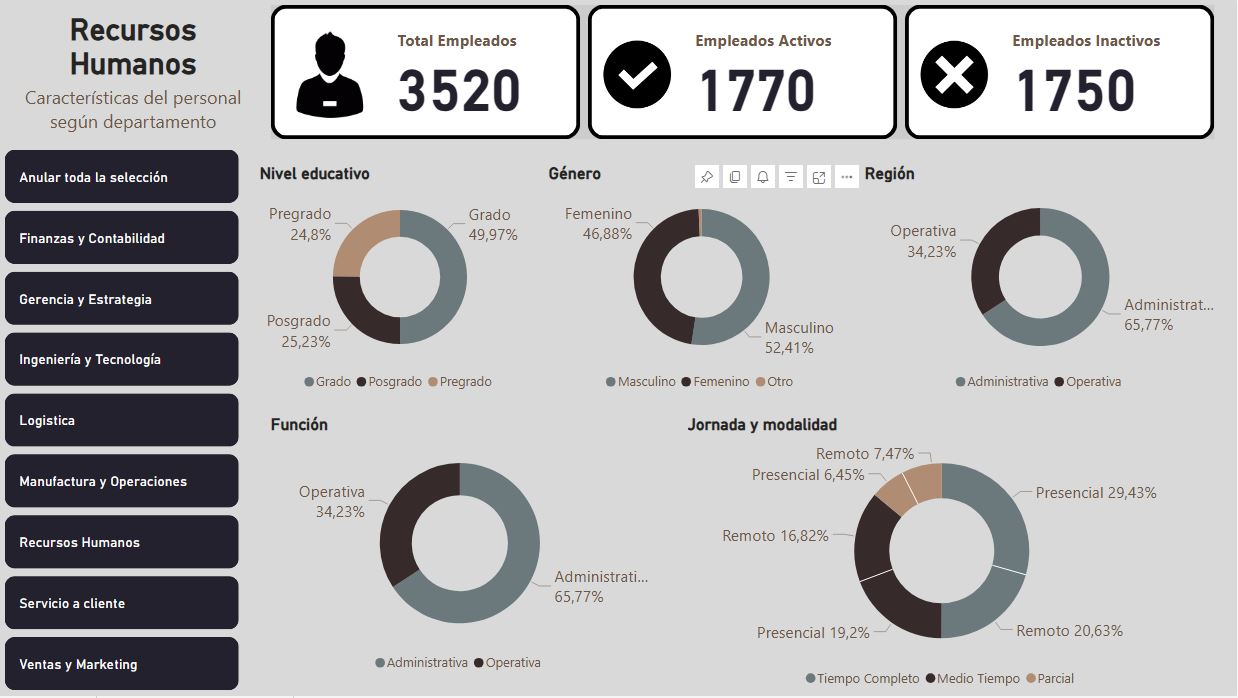 Recursos
Humanos
Características del personal
según departamento
Total Empleados
3520
Empleados Activos
1770
Empleados Inactivos
1750
Anular toda la selección
Finanzas y Contabilidad
Gerencia y Estrategia
Ingeniería y Tecnología
Logistica
Manufactura y Operaciones
Recursos Humanos
Servicio a cliente
Ventas y Marketing
Nivel educativo
Pregrado
24,8%
Grado
49,97%
Posgrado
25,23%
Grado Posgrado Pregrado
Género
Femenino
46,88%
Masculino
52,41%
Masculino Femenino Otro
Región
Operativa
34,23%
Administrat...
65,77%
Administrativa Operativa
Función
Operativa
34,23%
Administrati...
65,77%
Administrativa Operativa
Jornada y modalidad
Remoto 7,47%
Presencial 6,45%
Presencial 29,43%
Remoto 16,82%
Presencial 19,2%
Remoto 20,63%
Tiempo Completo Medio Tiempo Parcial